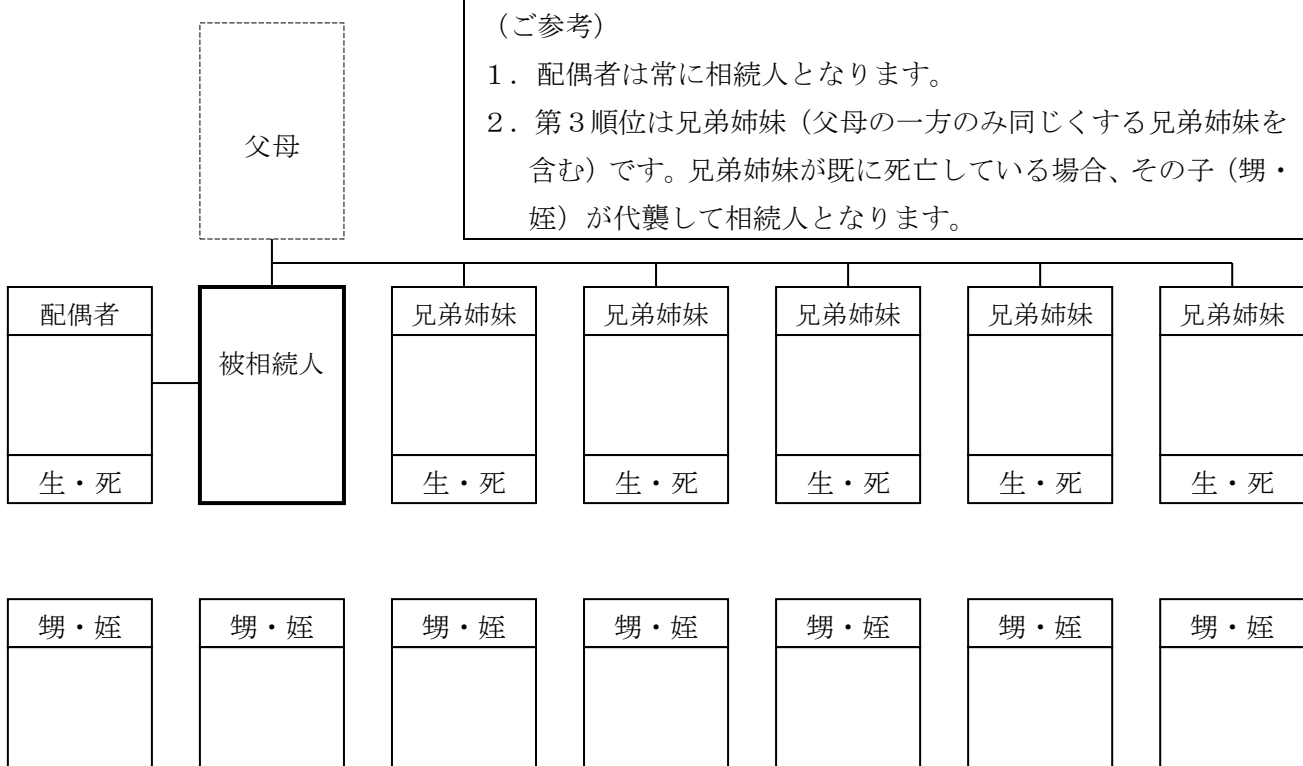 (ご参考)
1.配偶者は常に相続人となります。
2.第3順位は兄弟姉妹(父母の一方のみ同じくする兄弟姉妹を
含む)です。兄弟姉妹が既に死亡している場合、その子(甥・
姪)が代襲して相続人となります。
父母
配偶者
被相続人
兄弟姉妹
兄弟姉妹
兄弟姉妹
兄弟姉妹
兄弟姉妹
生・死
生・死
生・死
生・死
生・死
生・死
甥・姪
甥・姪
甥・姪
甥・姪
甥・姪
甥・姪
甥・姪